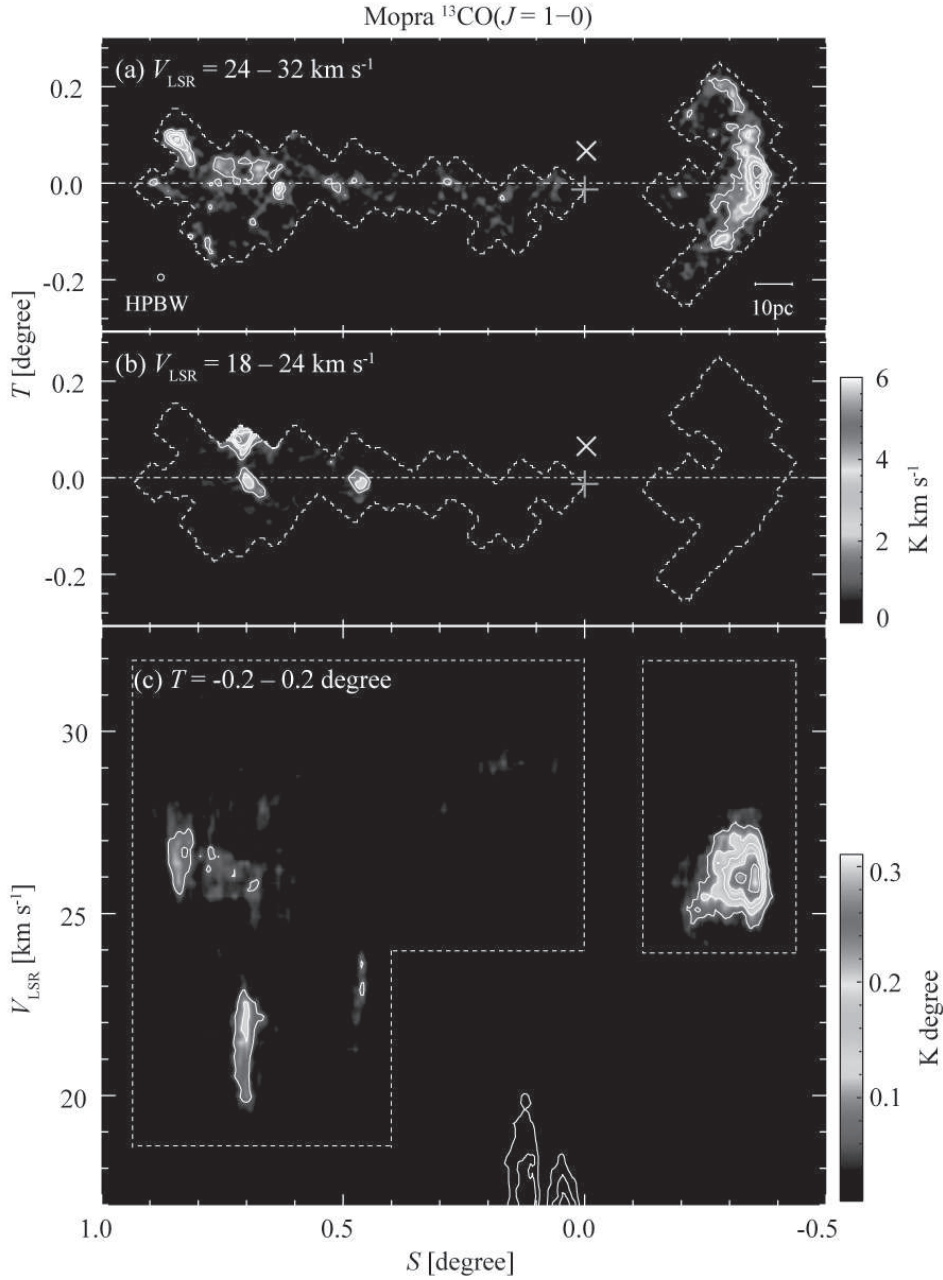 Mopra ¹³CO(J = 1−0)
(a) V_LSR = 24 – 32 km s⁻¹
0.2
0.0
-0.2
HPBW
10pc
T [degree]
(b) V_LSR = 18 – 24 km s⁻¹
0.2
0.0
-0.2
6
4
2
0
K km s⁻¹
(c) T = -0.2 – 0.2 degree
30
25
20
V_LSR [km s⁻¹]
0.3
0.2
0.1
K degree
1.0 0.5 0.0 -0.5
S [degree]